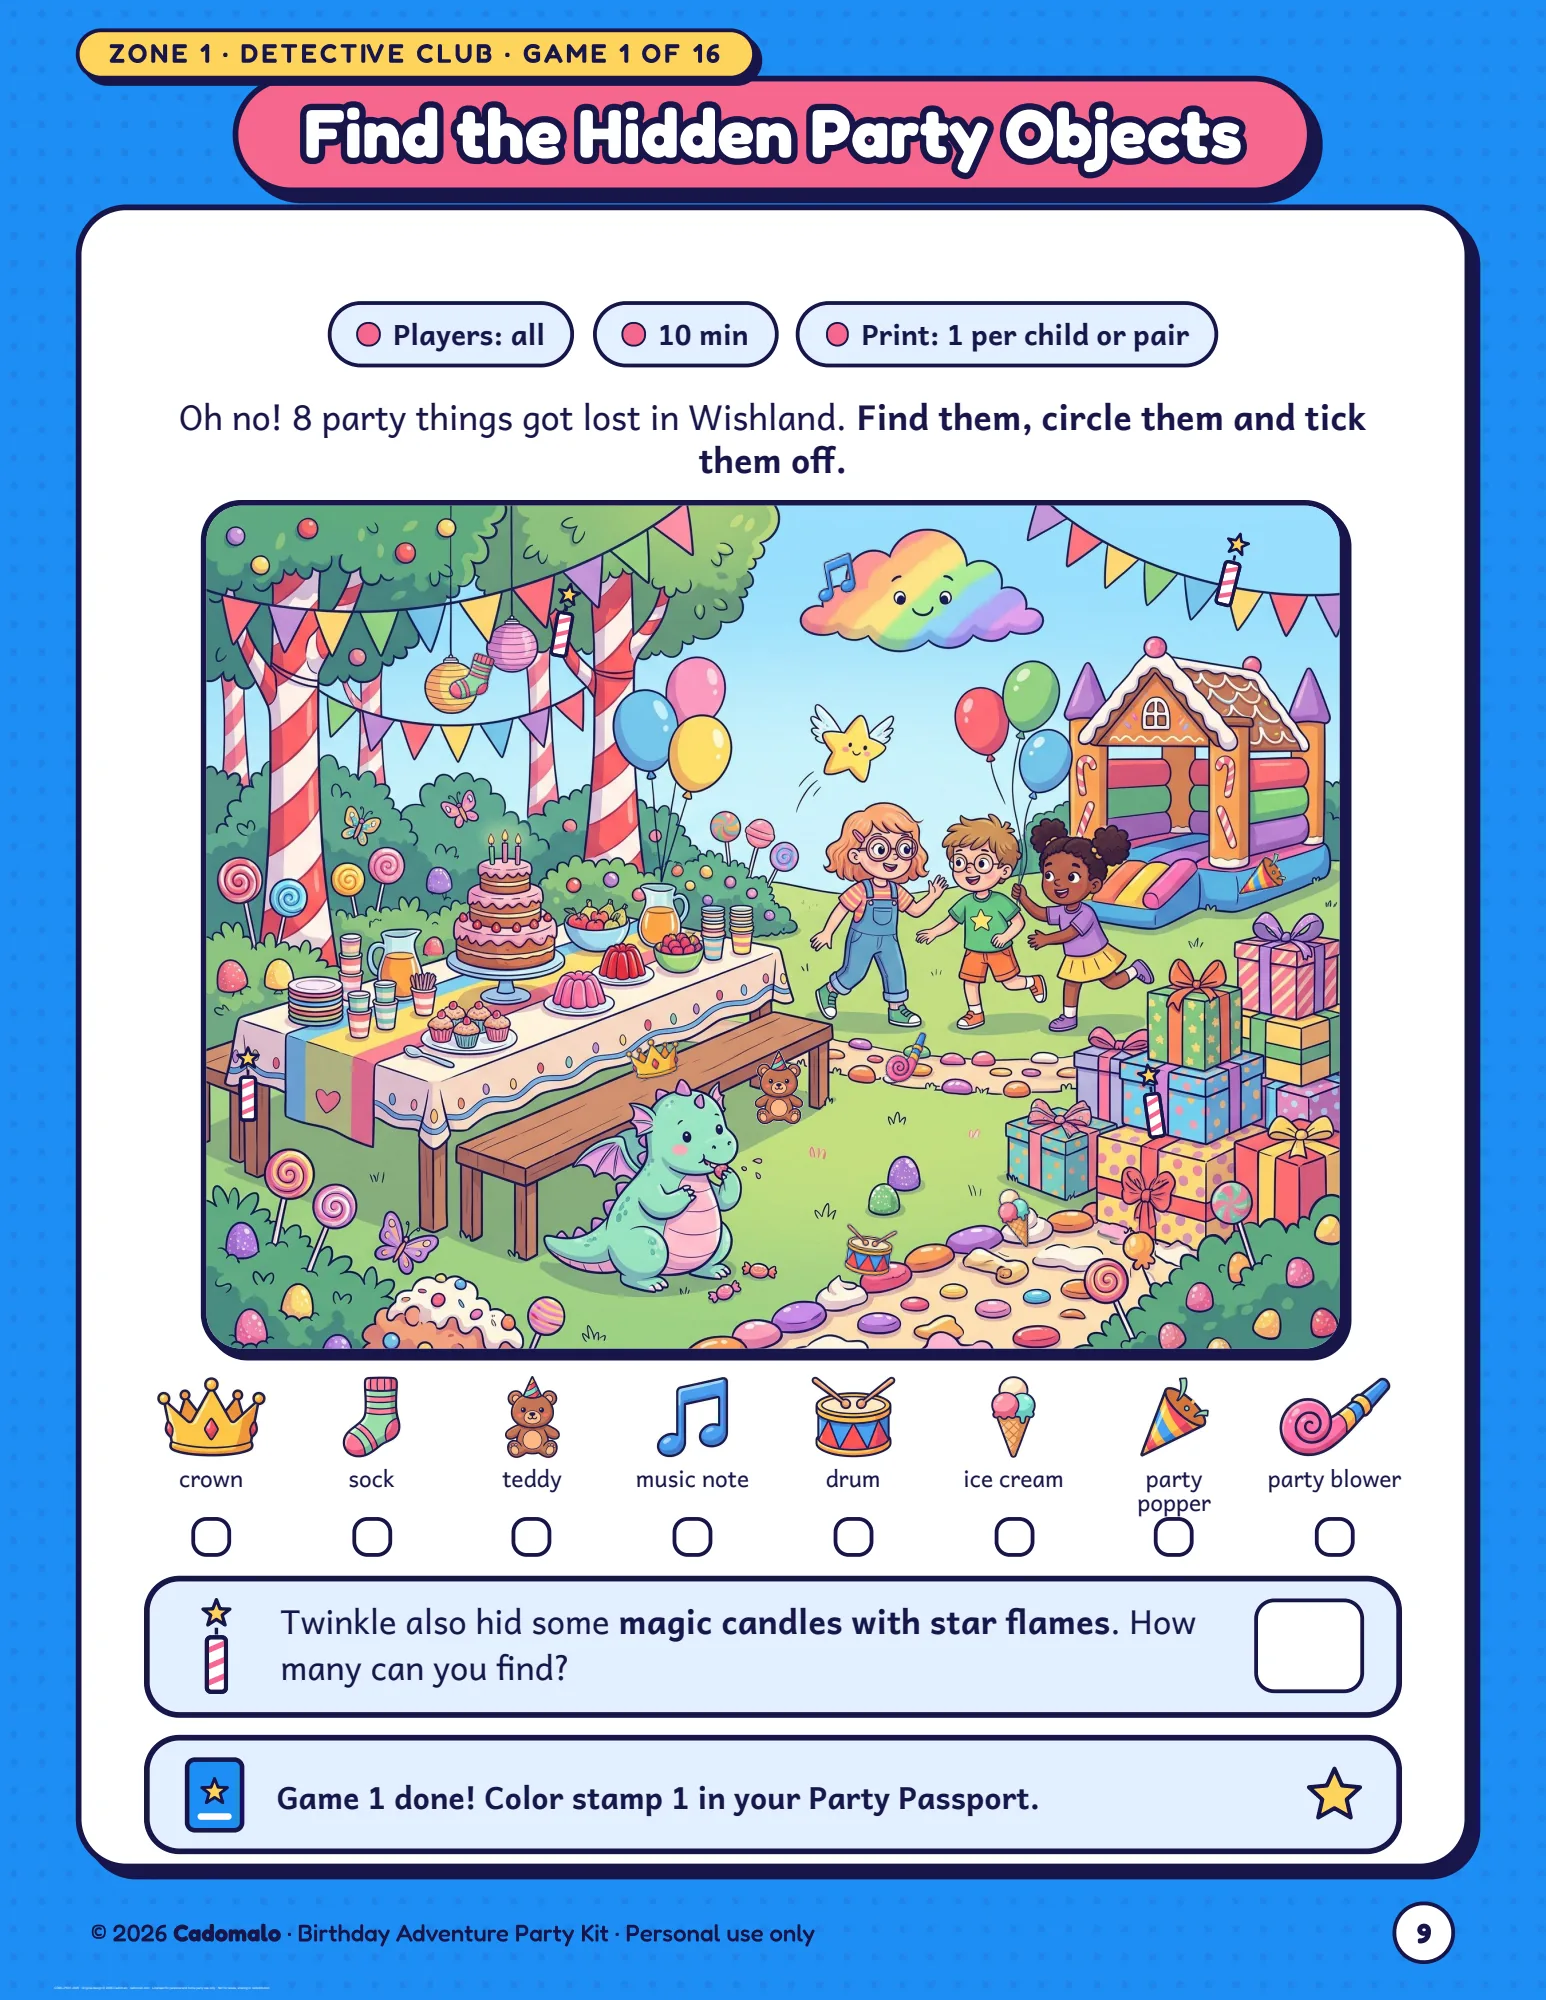 ZONE 1 · DETECTIVE CLUB · GAME 1 OF 16
Find the Hidden Party Objects
Players: all
10 min
Print: 1 per child or pair
Oh no! 8 party things got lost in Wishland. Find them, circle them and tick
them off.
crown
sock
teddy
music note
drum
ice cream
party
popper
party blower
Twinkle also hid some magic candles with star flames. How
many can you find?
Game 1 done! Color stamp 1 in your Party Passport.
© 2026 Cadomalo · Birthday Adventure Party Kit · Personal use only
9